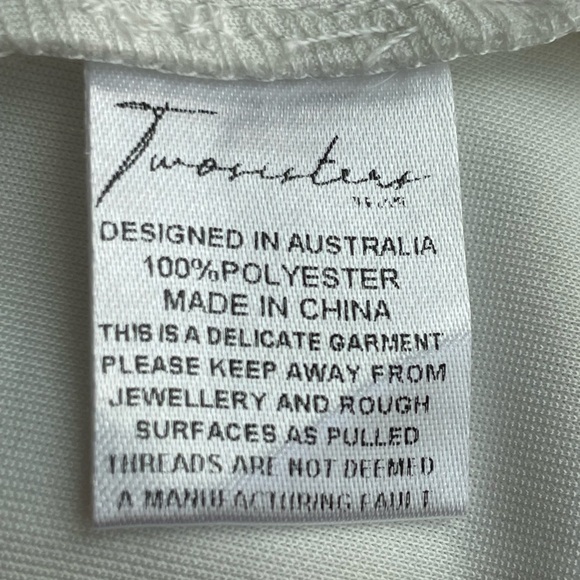 Twosisters
DESIGNED IN AUSTRALIA
100%POLYESTER
MADE IN CHINA
THIS IS A DELICATE GARMENT
PLEASE KEEP AWAY FROM
JEWELLERY AND ROUGH
SURFACES AS PULLED
THREADS ARE NOT DEEMED
A MANUFACTURING FAULT